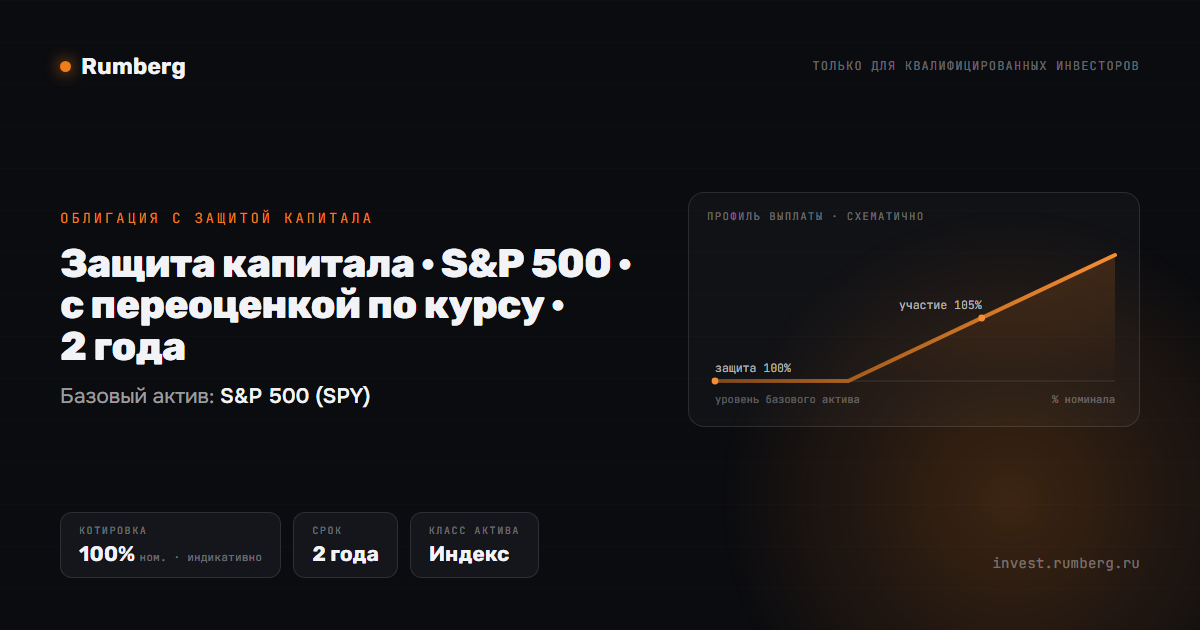 Rumberg
ТОЛЬКО ДЛЯ КВАЛИФИЦИРОВАННЫХ ИНВЕСТОРОВ
ОБЛИГАЦИЯ С ЗАЩИТОЙ КАПИТАЛА
Защита капитала • S&P 500 •
с переоценкой по курсу •
2 года
Базовый актив: S&P 500 (SPY)
ПРОФИЛЬ ВЫПЛАТЫ · СХЕМАТИЧНО
участие 105%
защита 100%
уровень базового актива
% номинала
КОТИРОВКА
100% ном. · индикативно
СРОК
2 года
КЛАСС АКТИВА
Индекс
invest.rumberg.ru